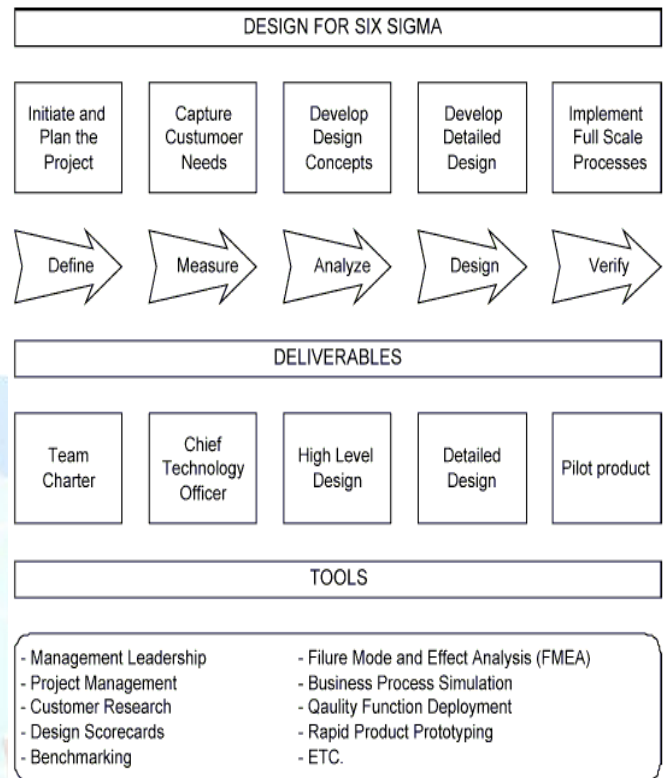 DESIGN FOR SIX SIGMA
Initiate and
Plan the
Project
Capture
Custumoer
Needs
Develop
Design
Concepts
Develop
Detailed
Design
Implement
Full Scale
Processes
Define
Measure
Analyze
Design
Verify
DELIVERABLES
Team
Charter
Chief
Technology
Officer
High Level
Design
Detailed
Design
Pilot product
TOOLS
- Management Leadership
- Project Management
- Customer Research
- Design Scorecards
- Benchmarking
- Filure Mode and Effect Analysis (FMEA)
- Business Process Simulation
- Qaulity Function Deployment
- Rapid Product Prototyping
- ETC.